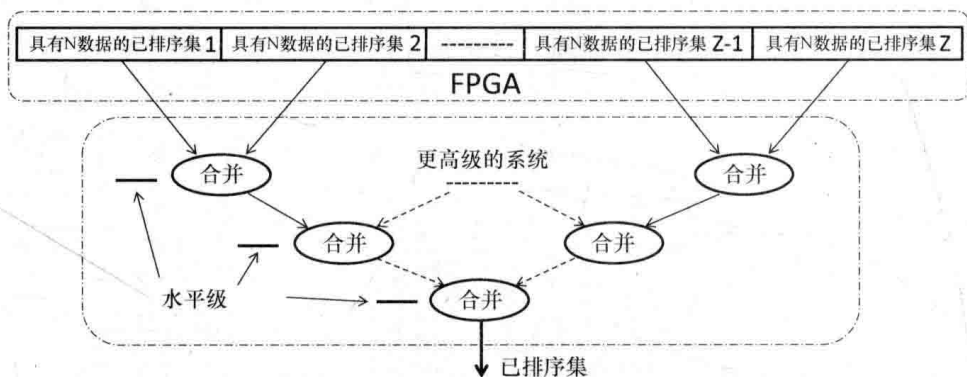 具有N数据的已排序集1 具有N数据的已排序集2 具有N数据的已排序集Z-1 具有N数据的已排序集Z
FPGA
更高级的系统
合并 合并
合并 合并
水平级 合并
已排序集